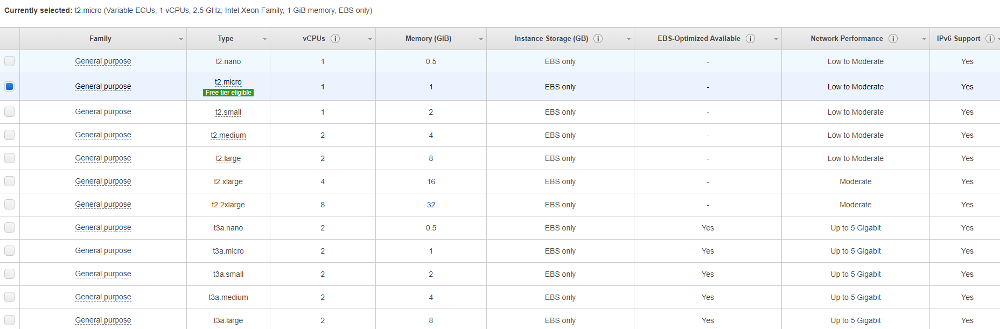 Currently selected: t2.micro (Variable ECUs, 1 vCPUs, 2.5 GHz, Intel Xeon Family, 1 GiB memory, EBS only)
Family Type vCPUs i Memory (GiB) Instance Storage (GB) i EBS-Optimized Available i Network Performance i IPv6 Support i
General purpose t2.nano 1 0.5 EBS only - Low to Moderate Yes
General purpose t2.micro 1 1 EBS only - Low to Moderate Yes
Free tier eligible
General purpose t2.small 1 2 EBS only - Low to Moderate Yes
General purpose t2.medium 2 4 EBS only - Low to Moderate Yes
General purpose t2.large 2 8 EBS only - Low to Moderate Yes
General purpose t2.xlarge 4 16 EBS only - Moderate Yes
General purpose t2.2xlarge 8 32 EBS only - Moderate Yes
General purpose t3a.nano 2 0.5 EBS only Yes Up to 5 Gigabit Yes
General purpose t3a.micro 2 1 EBS only Yes Up to 5 Gigabit Yes
General purpose t3a.small 2 2 EBS only Yes Up to 5 Gigabit Yes
General purpose t3a.medium 2 4 EBS only Yes Up to 5 Gigabit Yes
General purpose t3a.large 2 8 EBS only Yes Up to 5 Gigabit Yes